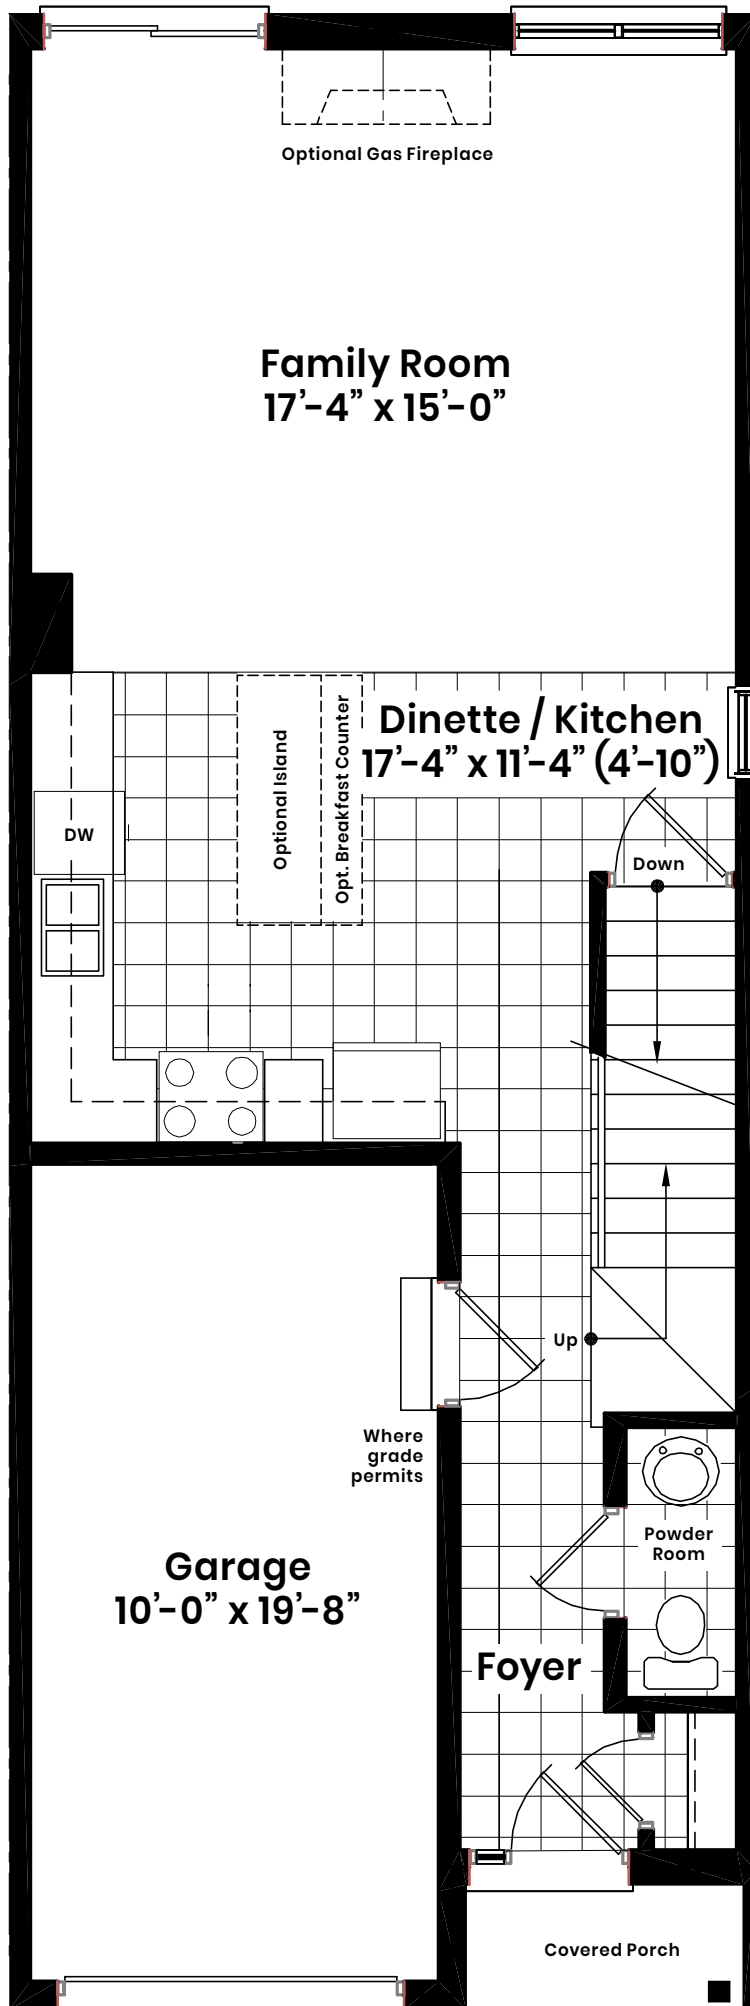 Optional Gas Fireplace
Family Room
17’-4” x 15’-0”
Dinette / Kitchen
17’-4” x 11’-4” (4’-10”)
Optional Island
Opt. Breakfast Counter
DW
Down
Up
Where
grade
permits
Powder
Room
Garage
10’-0” x 19’-8”
Foyer
Covered Porch